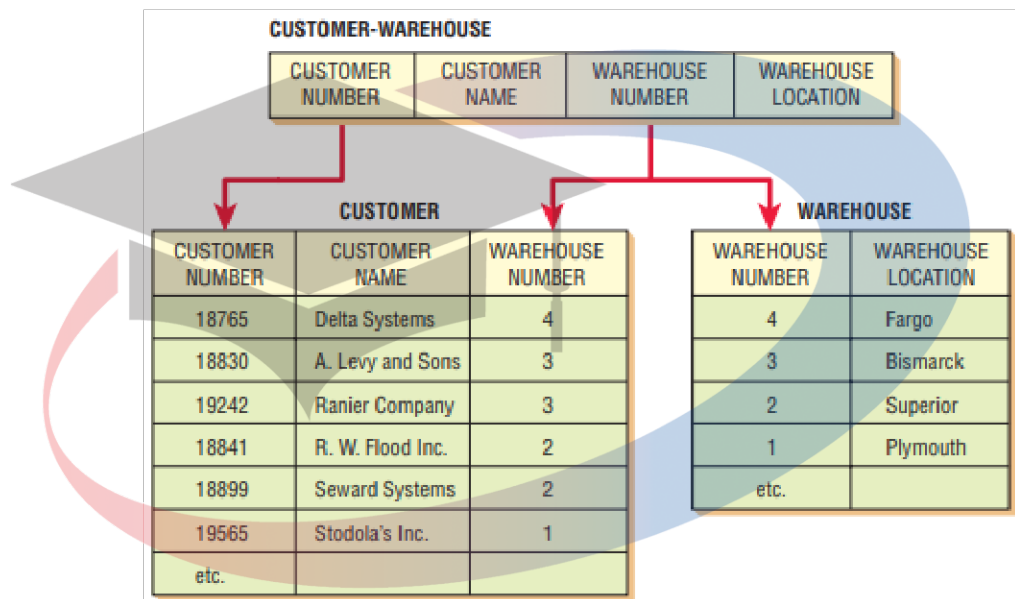 CUSTOMER-WAREHOUSE
CUSTOMER NUMBER CUSTOMER NAME WAREHOUSE NUMBER WAREHOUSE LOCATION
CUSTOMER
CUSTOMER NUMBER CUSTOMER NAME WAREHOUSE NUMBER
18765 Delta Systems 4
18830 A. Levy and Sons 3
19242 Ranier Company 3
18841 R. W. Flood Inc. 2
18899 Seward Systems 2
19565 Stodola's Inc. 1
etc.
WAREHOUSE
WAREHOUSE NUMBER WAREHOUSE LOCATION
4 Fargo
3 Bismarck
2 Superior
1 Plymouth
etc.